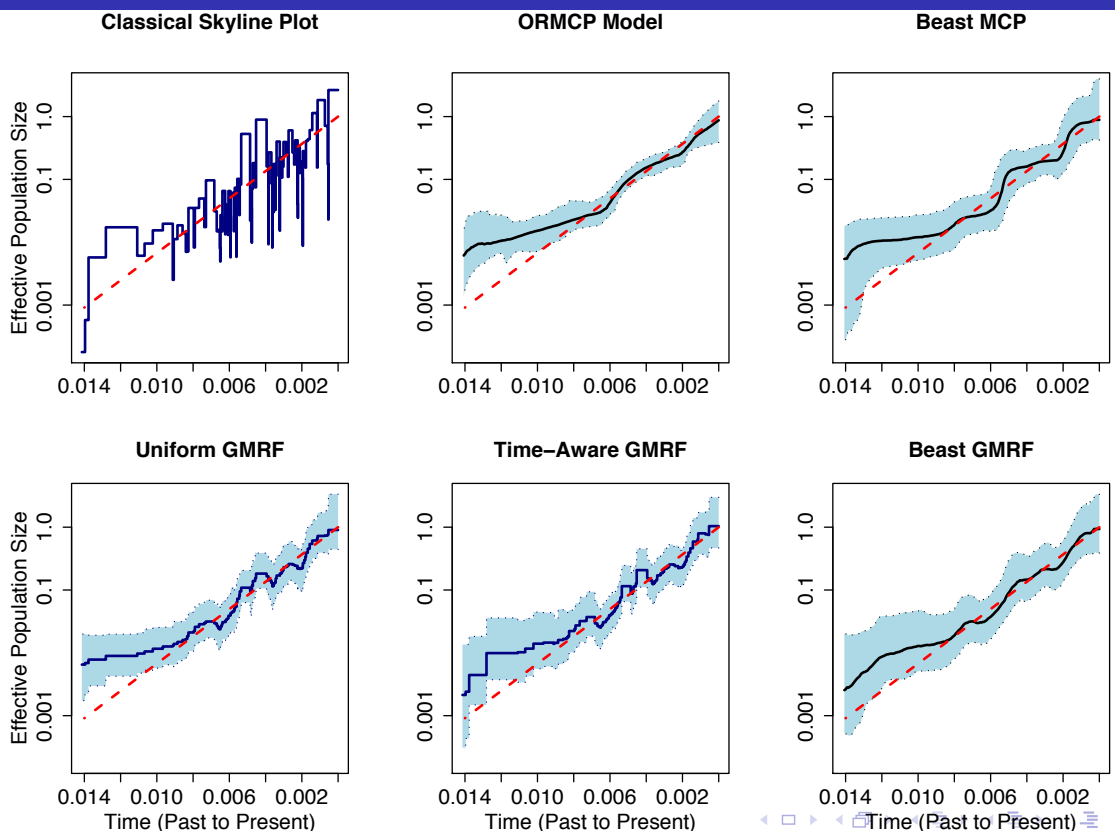 Classical Skyline Plot
ORMCP Model
Beast MCP
Effective Population Size
1.0
0.1
0.001
0.014 0.010 0.006 0.002
1.0
0.1
0.001
0.014 0.010 0.006 0.002
1.0
0.1
0.001
0.014 0.010 0.006 0.002
Uniform GMRF
Time−Aware GMRF
Beast GMRF
Effective Population Size
1.0
0.1
0.001
0.014 0.010 0.006 0.002
Time (Past to Present)
1.0
0.1
0.001
0.014 0.010 0.006 0.002
Time (Past to Present)
1.0
0.1
0.001
0.014 0.010 0.006 0.002
Time (Past to Present)